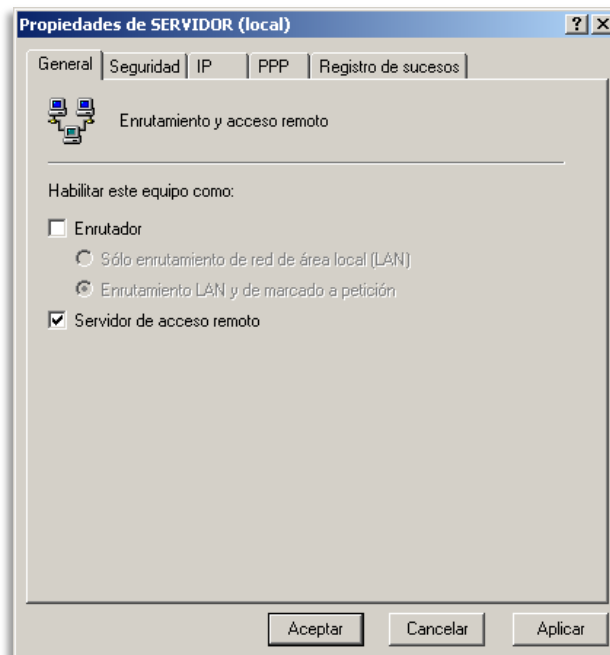 Propiedades de SERVIDOR (local)
General Seguridad IP PPP Registro de sucesos
Enrutamiento y acceso remoto
Habilitar este equipo como:
Enrutador
Sólo enrutamiento de red de área local (LAN)
Enrutamiento LAN y de marcado a petición
Servidor de acceso remoto
Aceptar Cancelar Aplicar